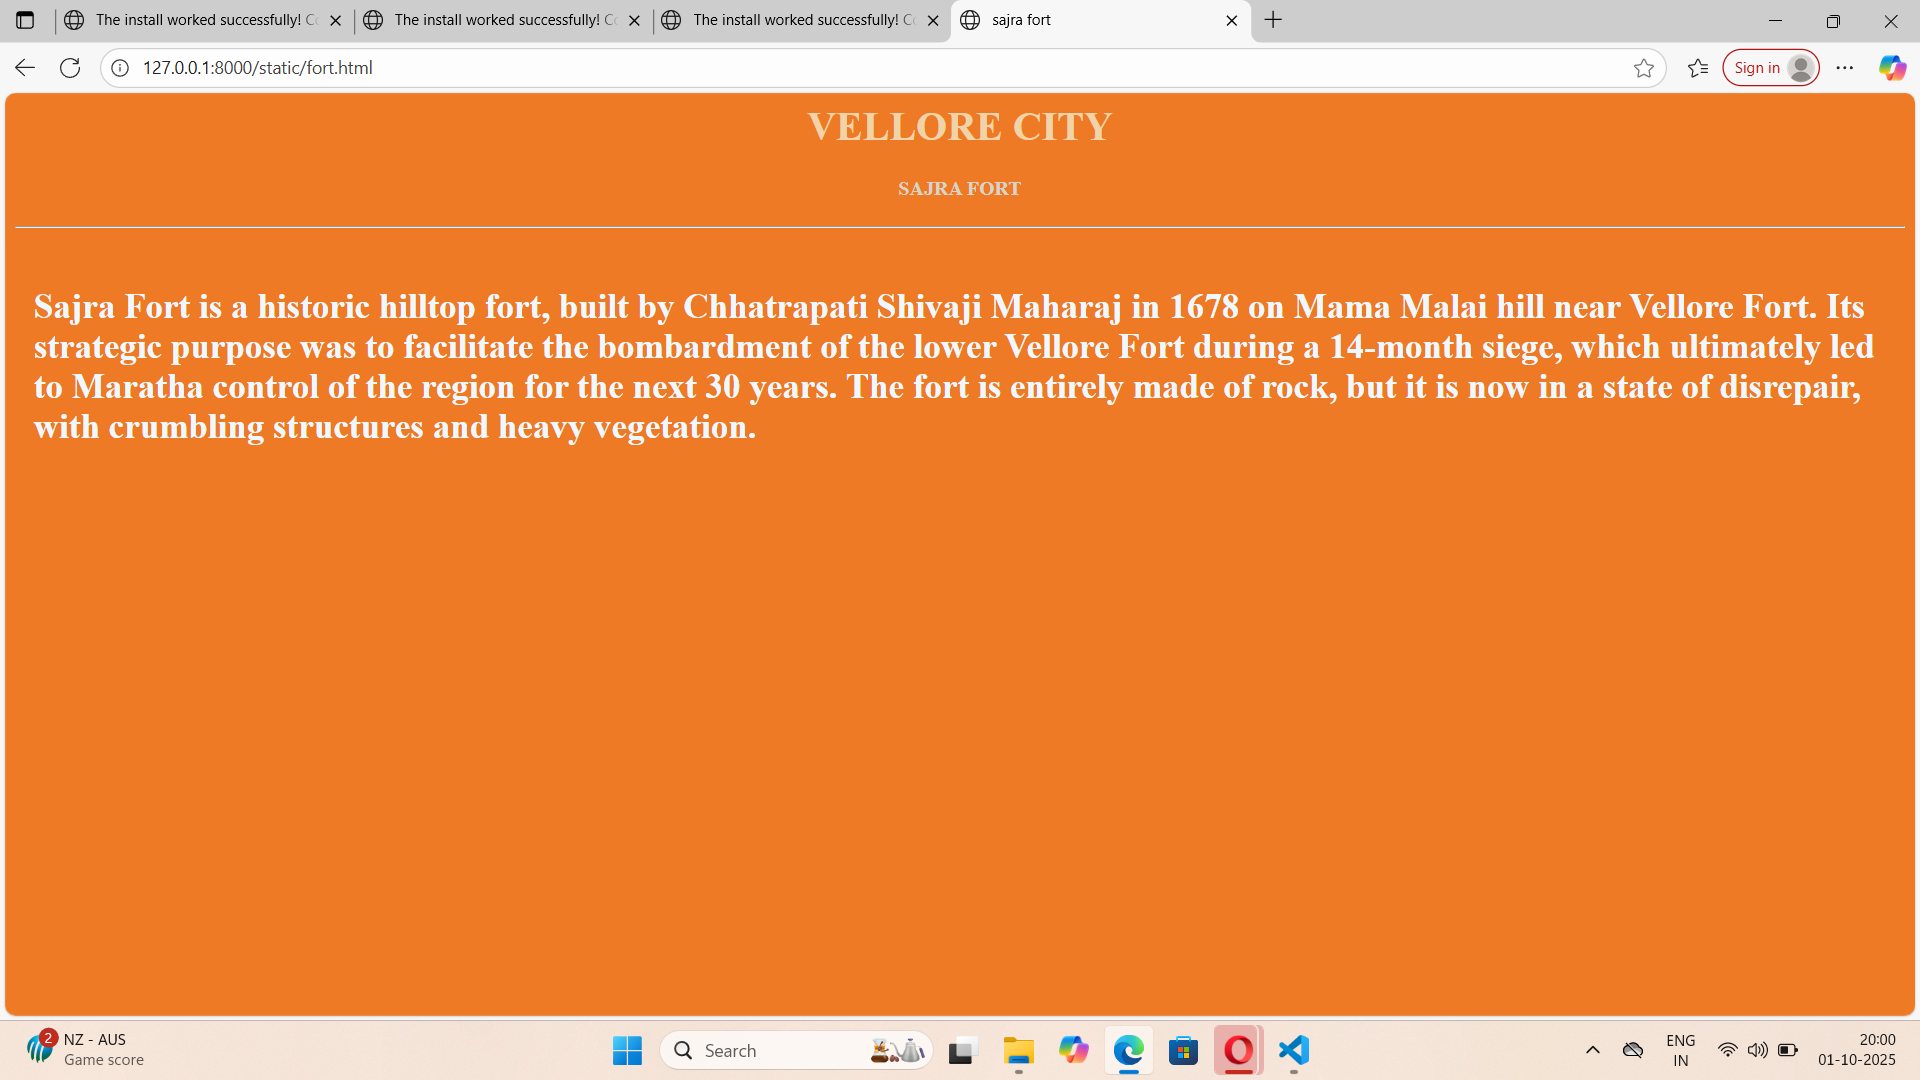 The install worked successfully! Co
The install worked successfully! Co
The install worked successfully! Co
sajra fort
127.0.0.1:8000/static/fort.html
Sign in
VELLORE CITY
SAJRA FORT
Sajra Fort is a historic hilltop fort, built by Chhatrapati Shivaji Maharaj in 1678 on Mama Malai hill near Vellore Fort. Its
strategic purpose was to facilitate the bombardment of the lower Vellore Fort during a 14-month siege, which ultimately led
to Maratha control of the region for the next 30 years. The fort is entirely made of rock, but it is now in a state of disrepair,
with crumbling structures and heavy vegetation.
2
NZ - AUS
Game score
Search
ENG
IN
20:00
01-10-2025